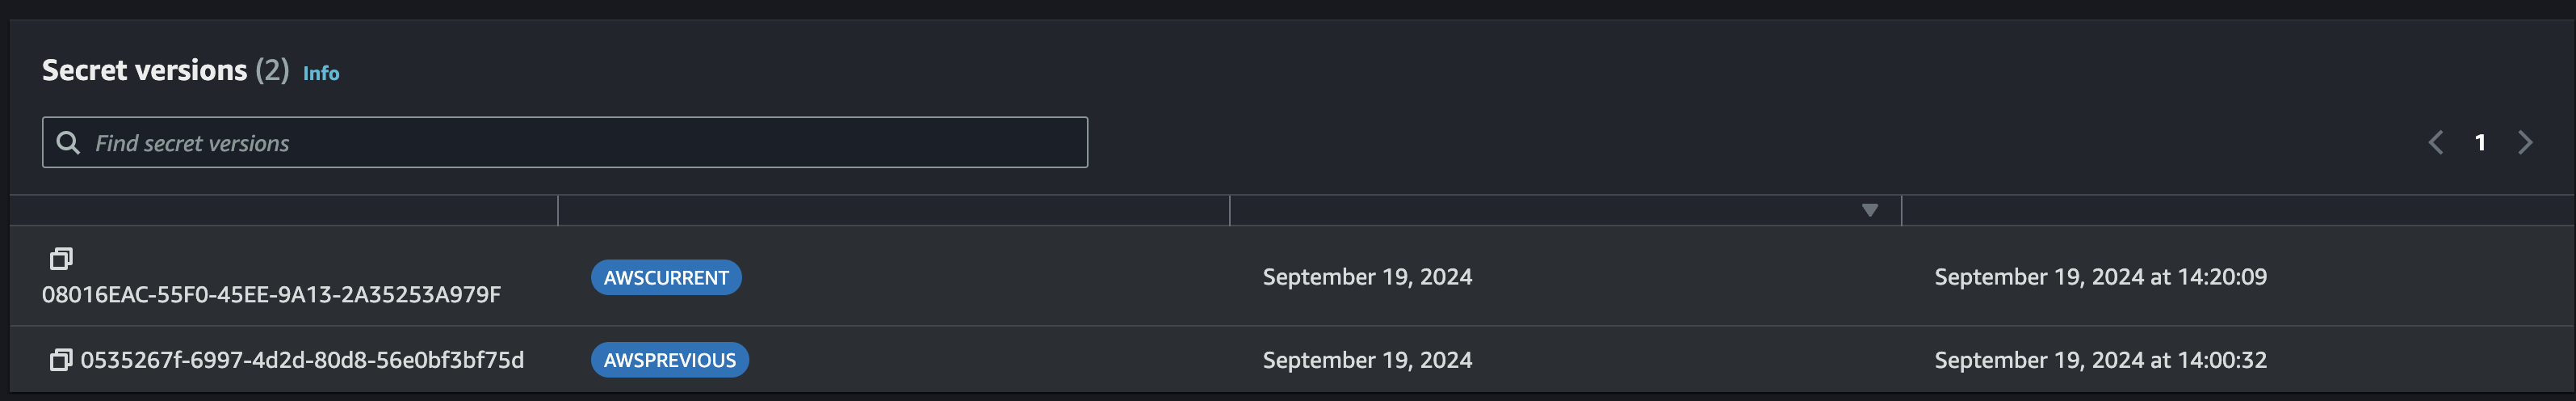 Secret versions (2) Info
Find secret versions
1
08016EAC-55F0-45EE-9A13-2A35253A979F
AWSCURRENT
September 19, 2024
September 19, 2024 at 14:20:09
0535267f-6997-4d2d-80d8-56e0bf3bf75d
AWSPREVIOUS
September 19, 2024
September 19, 2024 at 14:00:32